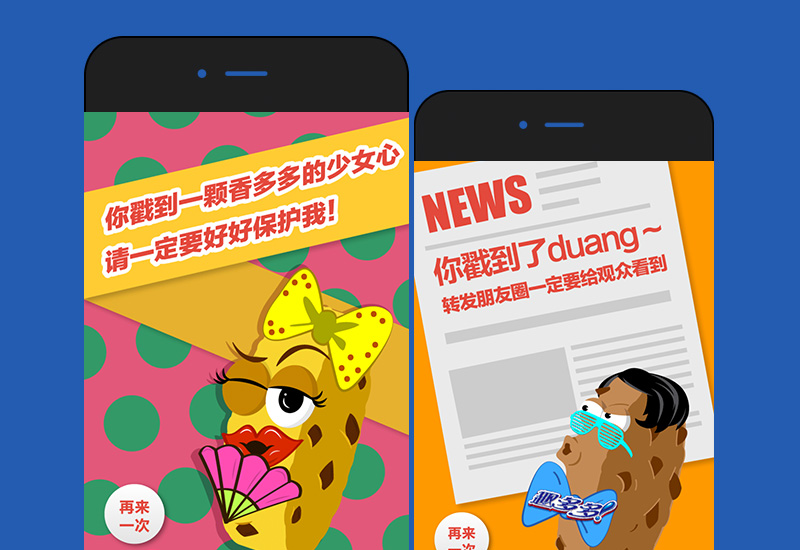 你戳到一颗香多多的少女心
请一定要好好保护我!
再来
一次
NEWS
你戳到了duang~
转发朋友圈一定要给观众看到
趣多多!
再来
一次